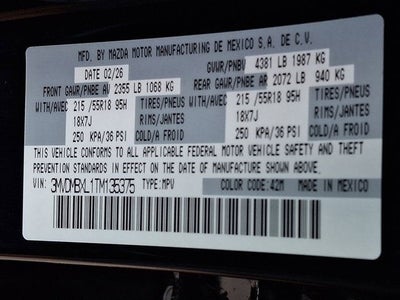 MFD. BY MAZDA MOTOR MANUFACTURING DE MEXICO S.A. DE C.V.
DATE 02/26 GVWR/PNBV 4381 LB 1987 KG
FRONT GAWR/PNBE AV 2355 LB 1068 KG REAR GAWR/PNBE AR 2072 LB 940 KG
WITH/AVEC 215 /55R18 95H TIRES/PNEUS WITH/AVEC 215 /55R18 95H TIRES/PNEUS
18X7J RIMS/JANTES 18X7J RIMS/JANTES
250 KPA/36 PSI COLD/A FROID 250 KPA/36 PSI COLD/A FROID
THIS VEHICLE CONFORMS TO ALL APPLICABLE FEDERAL MOTOR VEHICLE SAFETY AND THEFT
PREVENTION STANDARDS IN EFFECT ON THE DATE OF MANUFACTURE SHOWN ABOVE.
VIN: 3MVDMBXL1TM135375 TYPE:MPV COLOR CODE:42M MADE IN MEXICO